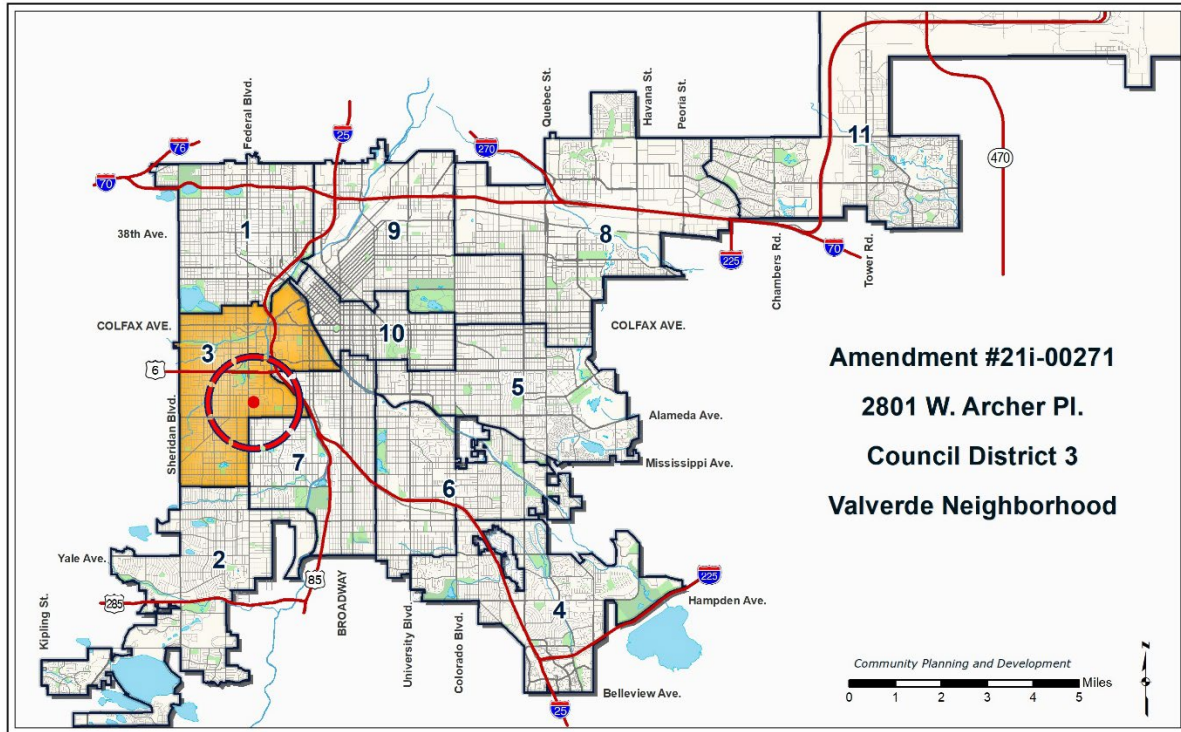 Federal Blvd.
Quebec St.
Havana St.
Peoria St.
76
25
270
11
470
70
1
9
38th Ave.
8
225
Chambers Rd.
70
Tower Rd.
COLFAX AVE.
3
10
COLFAX AVE.
6
5
Amendment #21i-00271
Sheridan Blvd.
Alameda Ave.
2801 W. Archer Pl.
7
Mississippi Ave.
Council District 3
6
Valverde Neighborhood
Yale Ave.
2
85
BROADWAY
225
285
Kipling St.
University Blvd.
Colorado Blvd.
4
Hampden Ave.
Community Planning and Development
Miles
0 1 2 3 4 5
Belleview Ave.
25